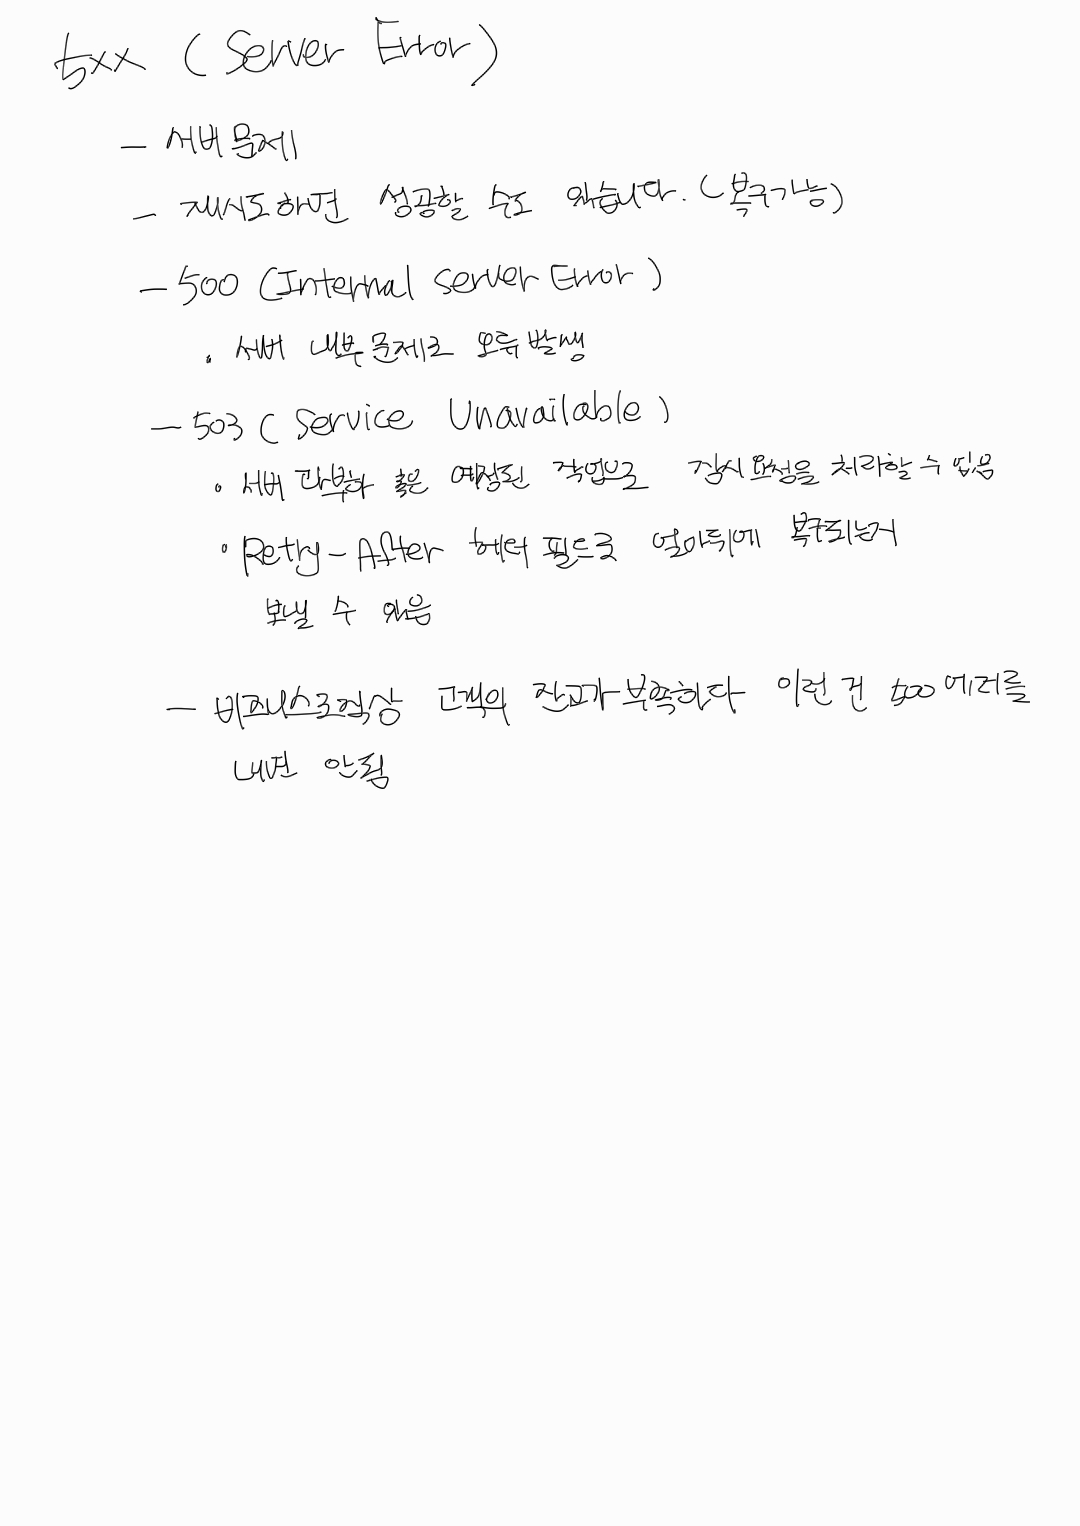 5xx (Server Error)
- 서버 문제
- 재시도하면 성공할 수도 있습니다. (복구가능)
- 500 (Internal Server Error)
• 서버 내부 문제로 오류 발생
- 503 (Service Unavailable)
• 서버 과부하 혹은 예정된 작업으로 잠시 요청을 처리할 수 없음
• Retry-After 헤더 필드로 얼마뒤에 복구되는거
보낼 수 있음
- 비즈니스로직상 고객의 잔고가 부족하다 이런 건 500 에러를
내면 안됨